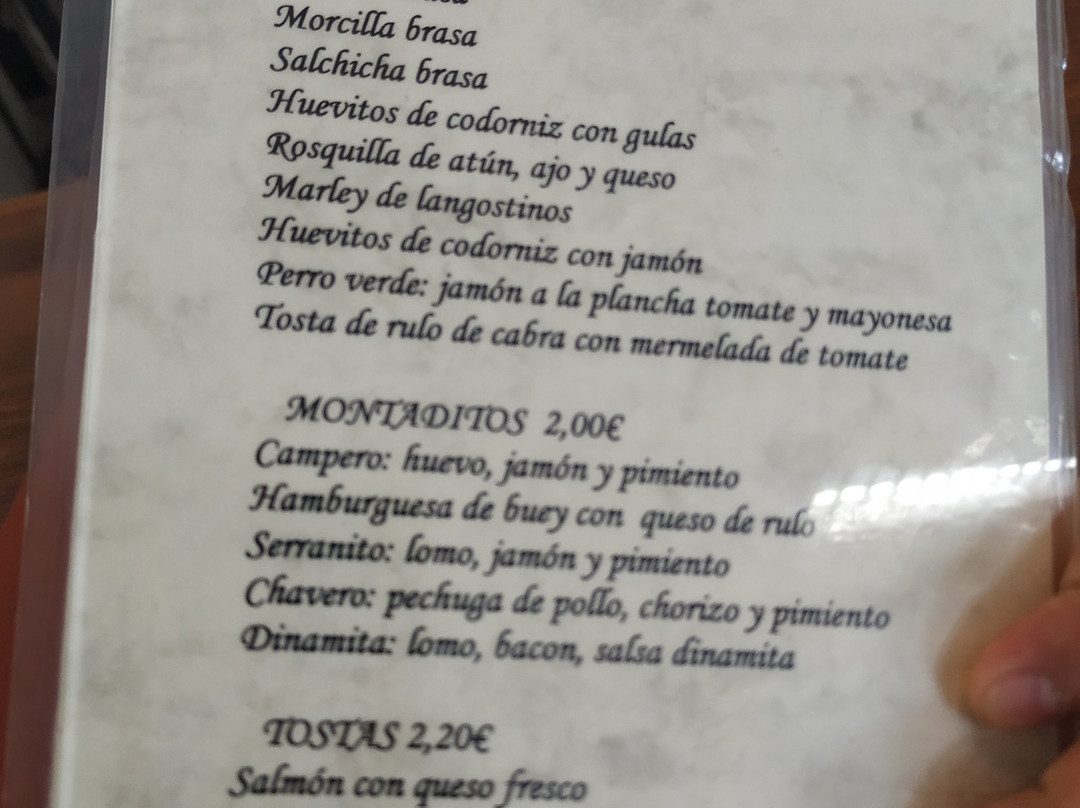 Morcilla brasa
Salchicha brasa
Huevitos de codorniz con gulas
Rosquilla de atún, ajo y queso
Marley de langostinos
Huevitos de codorniz con jamón
Perro verde: jamón a la plancha tomate y mayonesa
Tosta de rulo de cabra con mermelada de tomate
MONTADITOS 2,00€
Campero: huevo, jamón y pimiento
Hamburguesa de buey con queso de rulo
Serranito: lomo, jamón y pimiento
Chavero: pechuga de pollo, chorizo y pimiento
Dinamita: lomo, bacon, salsa dinamita
TOSTAS 2,20€
Salmón con queso fresco